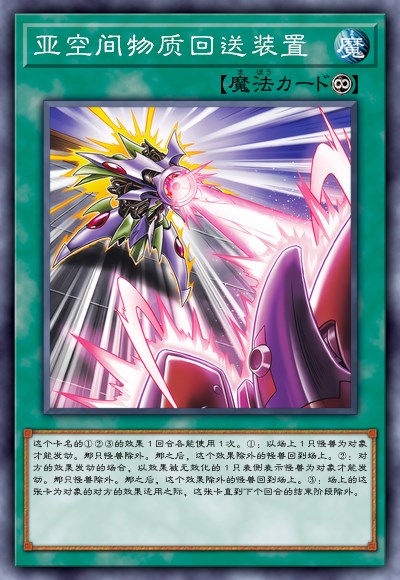 亚空间物质回送装置
魔
【魔法カード】
まほう
这个卡名的①②③的效果1回合各能使用1次。①：以场上1只怪兽为对象
才能发动。那只怪兽除外。那之后，这个效果除外的怪兽回到场上。②：对
方的效果发动的场合，以效果被无效化的1只表侧表示怪兽为对象才能发
动。那只怪兽除外。那之后，这个效果除外的怪兽回到场上。③：场上的这
张卡为对象的对方的效果适用之际，这张卡直到下个回合的结束阶段除外。